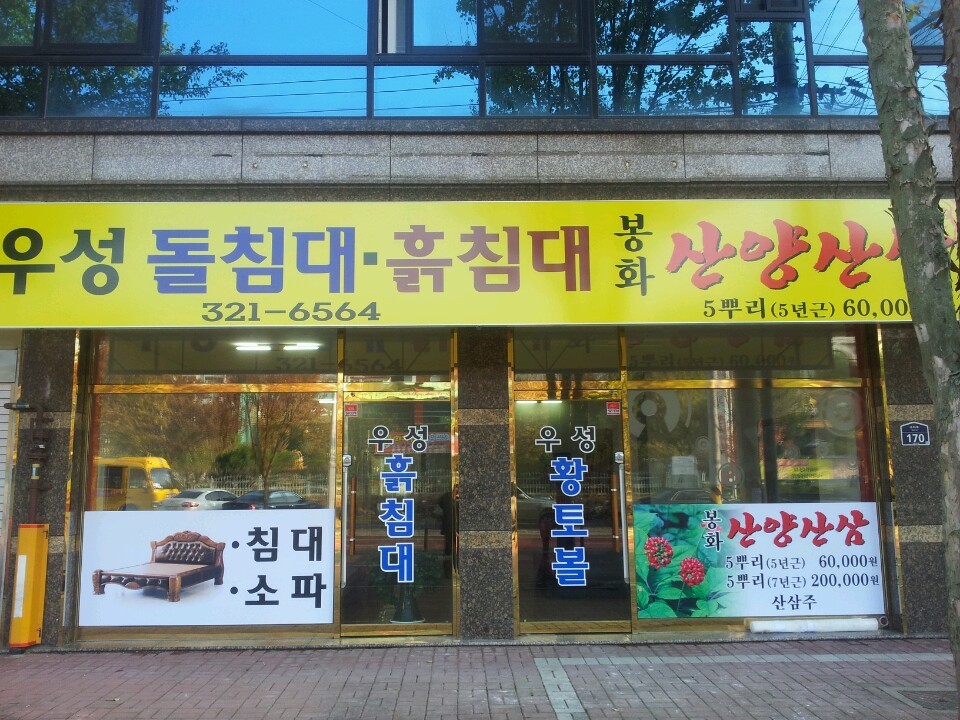 우성 돌침대·흙침대
321-6564
봉화
산양산삼
5뿌리(5년근) 60,00
우성
흙침대
우성
황토볼
·침대
·소파
봉화
산양산삼
5뿌리(5년근) 60,000원
5뿌리(7년근) 200,000원
산삼주
170